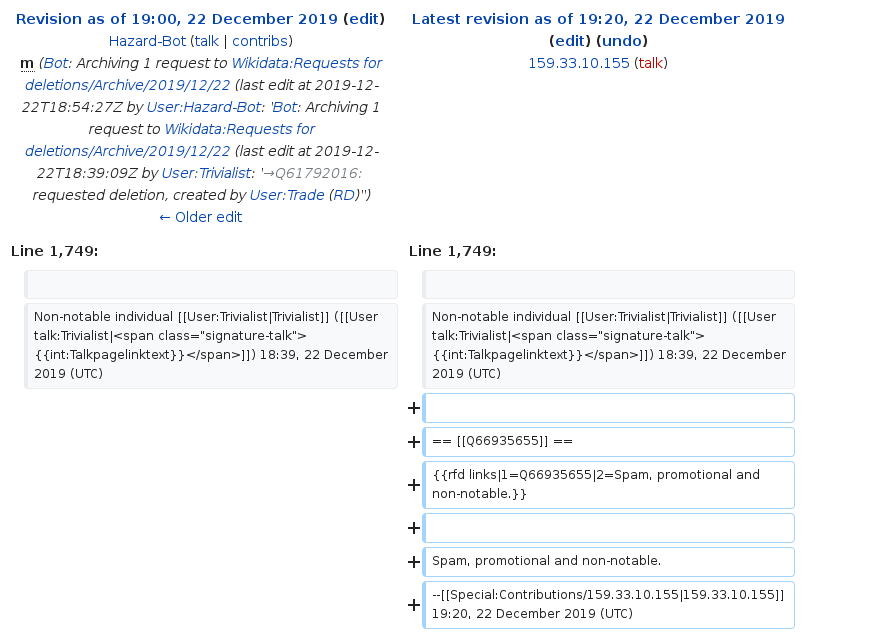 Revision as of 19:00, 22 December 2019 (edit)
Hazard-Bot (talk | contribs)
m (Bot: Archiving 1 request to Wikidata:Requests for
deletions/Archive/2019/12/22 (last edit at 2019-12-
22T18:54:27Z by User:Hazard-Bot: 'Bot: Archiving 1
request to Wikidata:Requests for
deletions/Archive/2019/12/22 (last edit at 2019-12-
22T18:39:09Z by User:Trivialist: '→Q61792016:
requested deletion, created by User:Trade (RD)'')
← Older edit
Latest revision as of 19:20, 22 December 2019
(edit) (undo)
159.33.10.155 (talk)
Line 1,749:
Line 1,749:
Non-notable individual [[User:Trivialist|Trivialist]] ([[User
talk:Trivialist|<span class="signature-talk">
{{int:Talkpagelinktext}}</span>]]) 18:39, 22 December
2019 (UTC)
Non-notable individual [[User:Trivialist|Trivialist]] ([[User
talk:Trivialist|<span class="signature-talk">
{{int:Talkpagelinktext}}</span>]]) 18:39, 22 December
2019 (UTC)
+
+ == [[Q66935655]] ==
+ {{rfd links|1=Q66935655|2=Spam, promotional and
non-notable.}}
+
+ Spam, promotional and non-notable.
+ --[[Special:Contributions/159.33.10.155|159.33.10.155]]
19:20, 22 December 2019 (UTC)